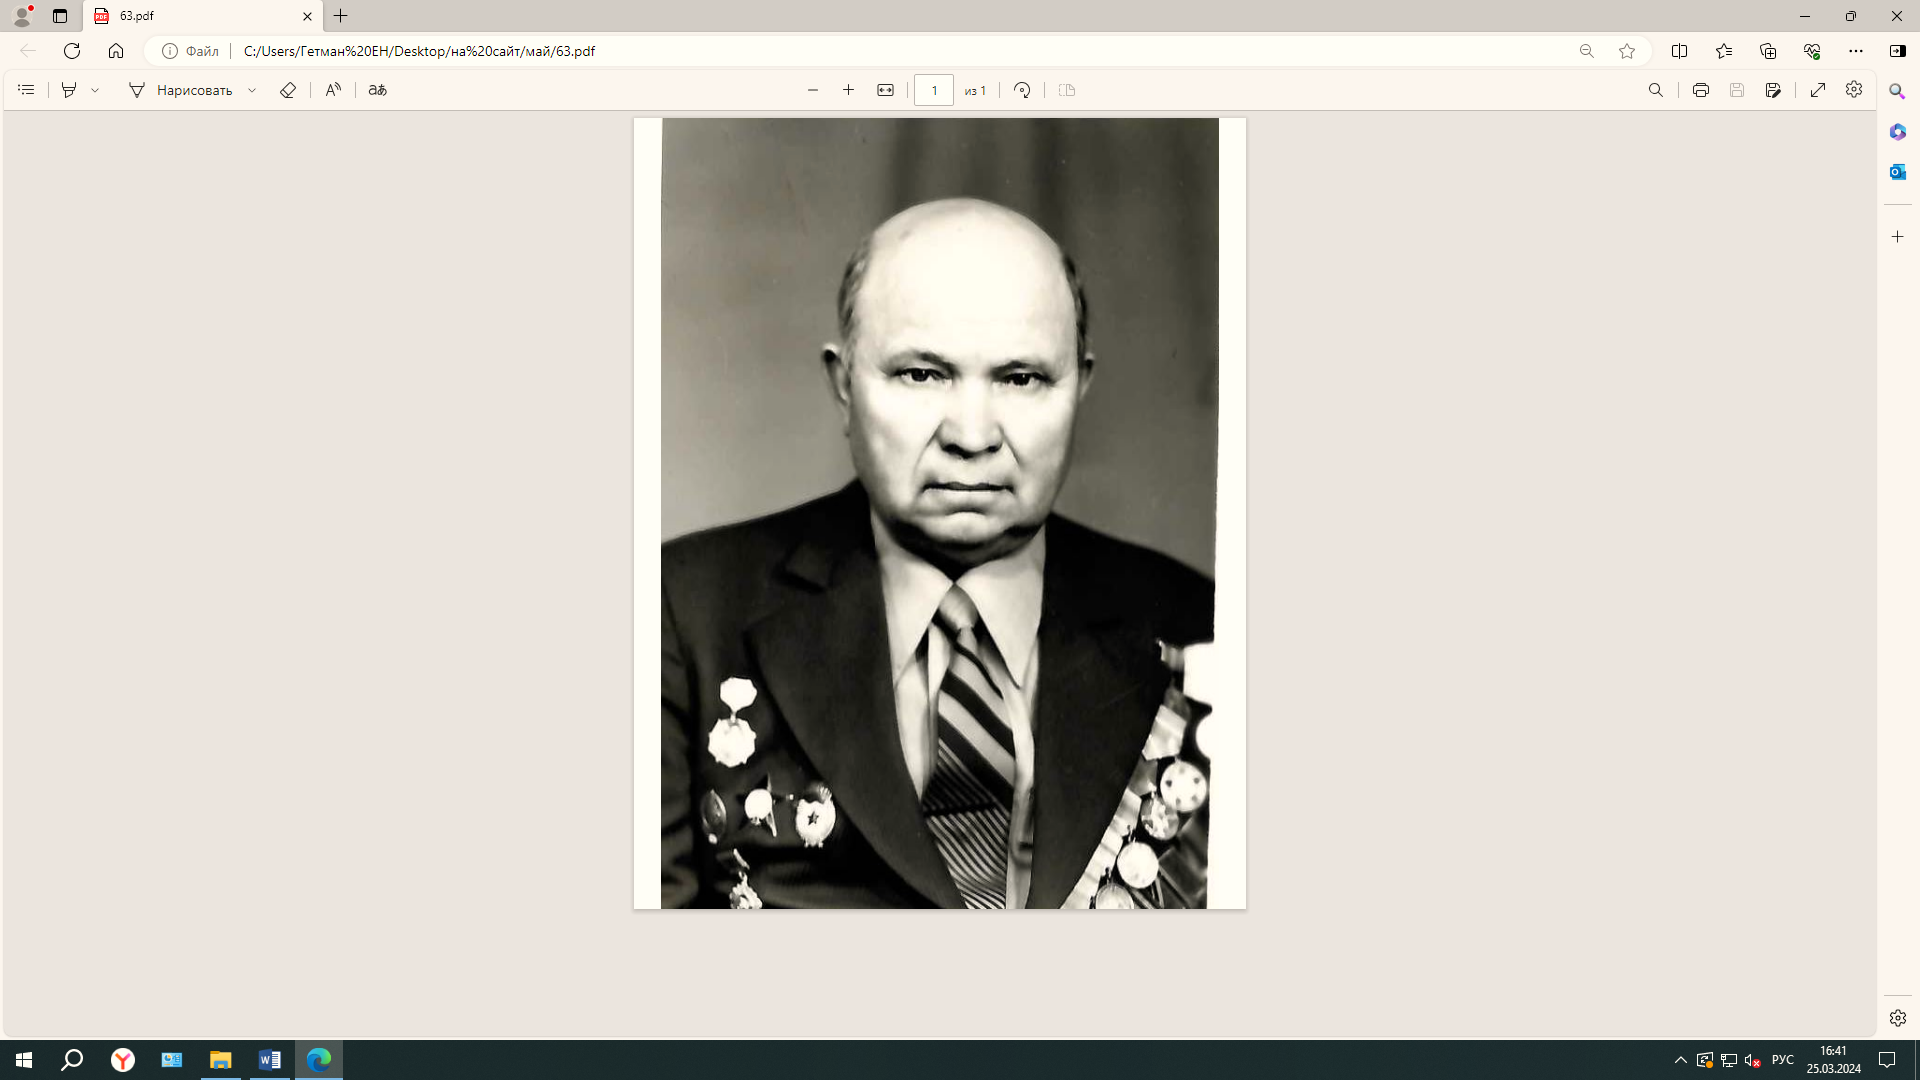 63.pdf
Файл
C:/Users/Гетман%20ЕН/Desktop/на%20сайт/май/63.pdf
Нарисовать
1
из 1
РУС
16:41
25.03.2024